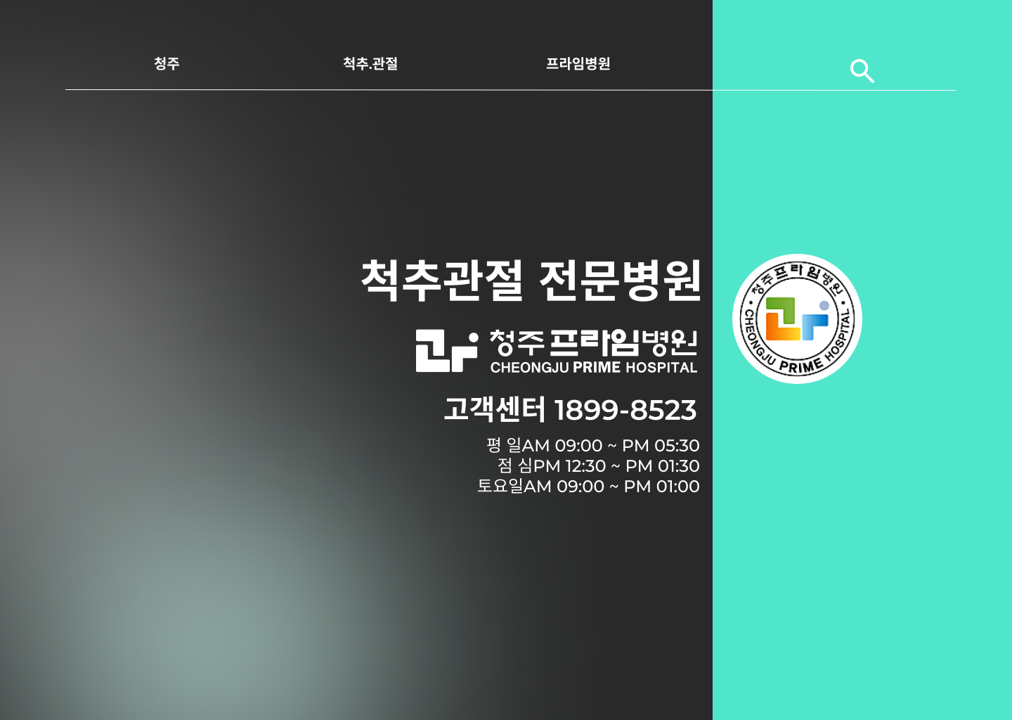 청주 척추.관절 프라임병원
척추관절 전문병원
청주프라임병원
CHEONGJU PRIME HOSPITAL
고객센터 1899-8523
평 일AM 09:00 ~ PM 05:30
점 심PM 12:30 ~ PM 01:30
토요일AM 09:00 ~ PM 01:00
청주프라임병원
CHEONGJU PRIME HOSPITAL